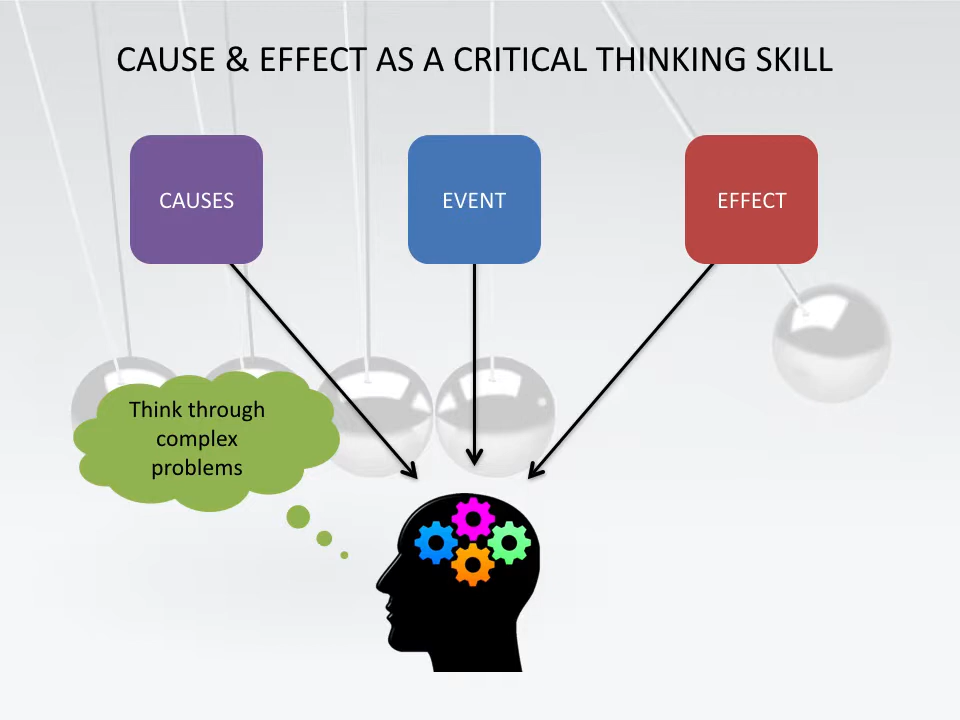 CAUSE & EFFECT AS A CRITICAL THINKING SKILL
CAUSES
EVENT
EFFECT
Think through
complex
problems